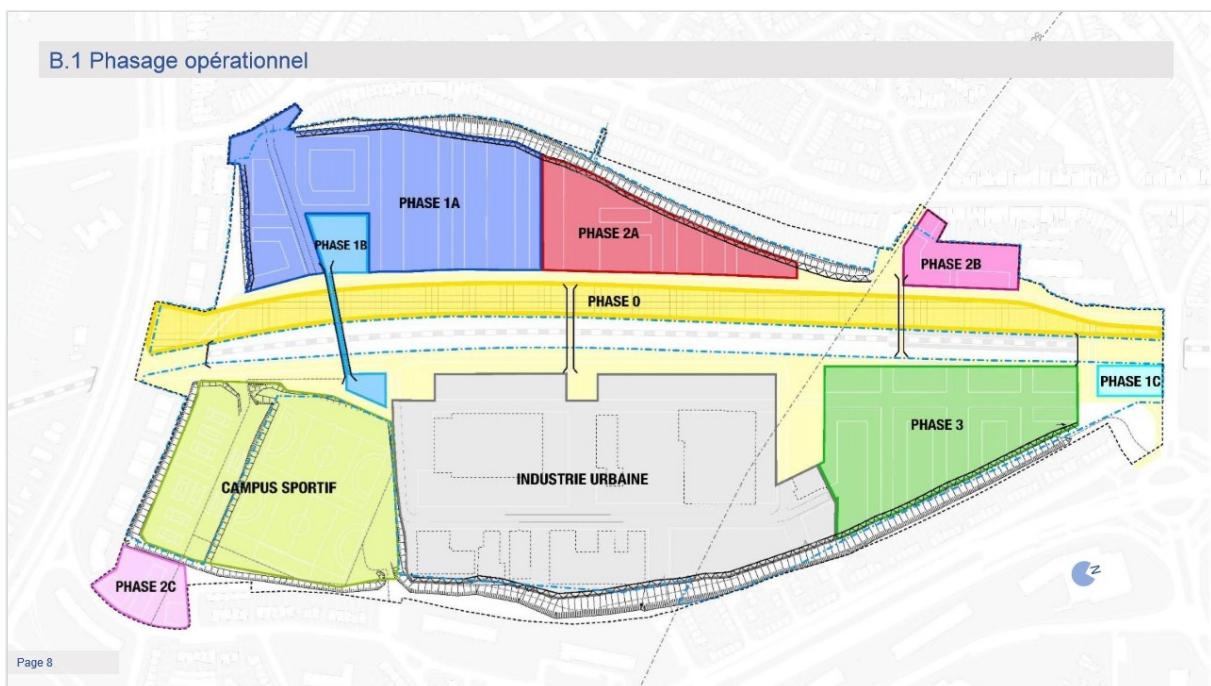 B.1 Phasage opérationnel
PHASE 1A
PHASE 1B
PHASE 2A
PHASE 2B
PHASE 0
PHASE 1C
PHASE 3
CAMPUS SPORTIF
INDUSTRIE URBAINE
PHASE 2C
Z
Page 8